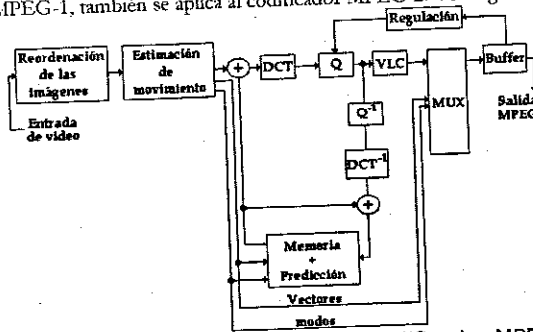 MPEG-1, también se aplica al codificador MPEG
Regulación
Reordenación
de las
imágenes
Estimación
de
movimiento
+
DCT
Q
VLC
MUX
Buffer
Entrada
de video
Salida
MPEG
Q-1
DCT-1
+
Memoria
+
Predicción
Vectores
modos